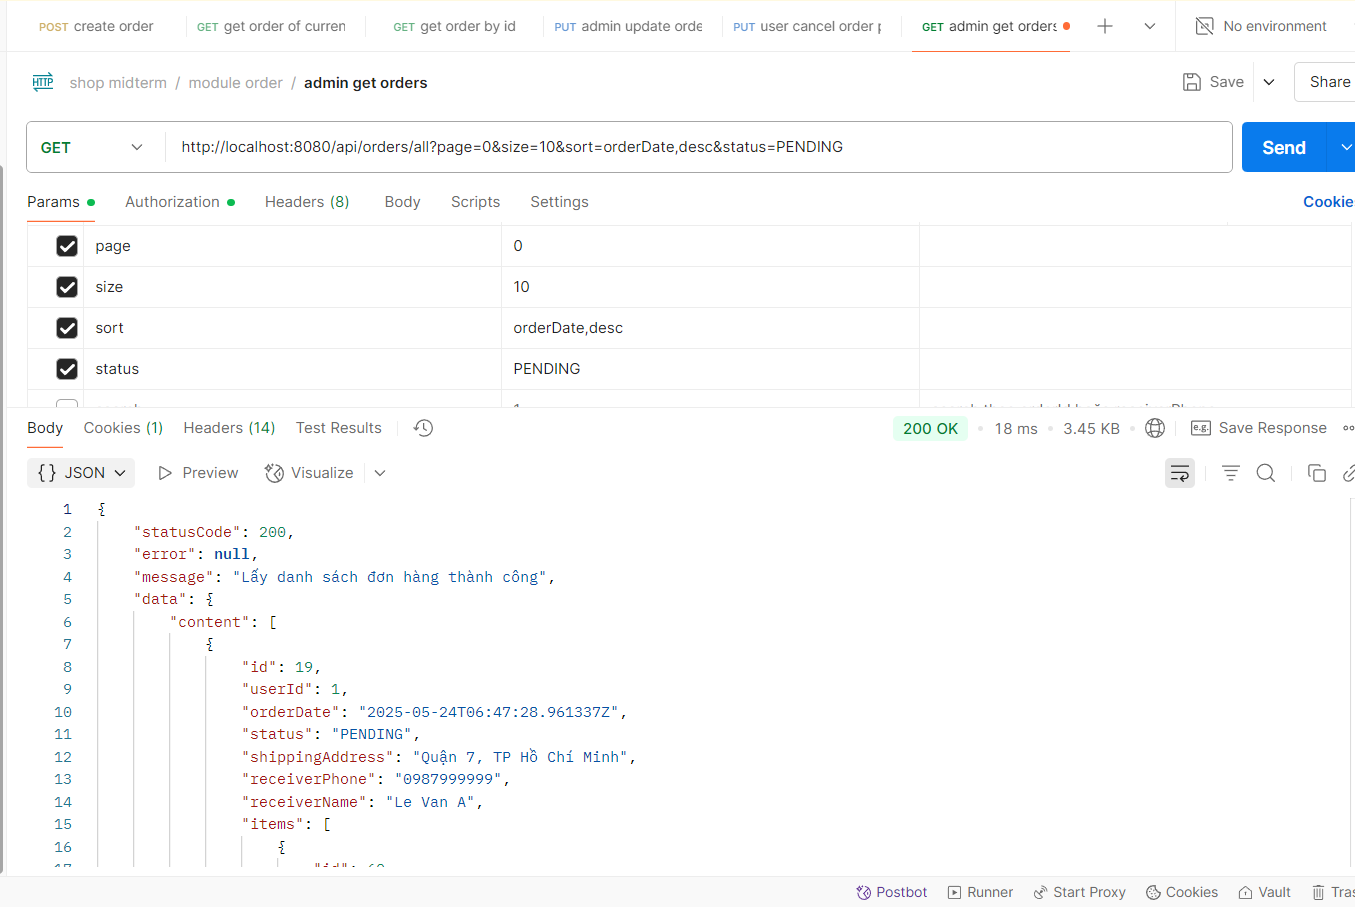 POST create order GET get order of curren GET get order by id PUT admin update orde PUT user cancel order p GET admin get orders No environment
HTTP shop midterm / module order / admin get orders Save Share
GET http://localhost:8080/api/orders/all?page=0&size=10&sort=orderDate,desc&status=PENDING Send
Params Authorization Headers (8) Body Scripts Settings Cookie
page 0
size 10
sort orderDate,desc
status PENDING
Body Cookies (1) Headers (14) Test Results 200 OK 18 ms 3.45 KB e.g. Save Response
{} JSON Preview Visualize
1 {
2 "statusCode": 200,
3 "error": null,
4 "message": "Lấy danh sách đơn hàng thành công",
5 "data": {
6 "content": [
7 {
8 "id": 19,
9 "userId": 1,
10 "orderDate": "2025-05-24T06:47:28.961337Z",
11 "status": "PENDING",
12 "shippingAddress": "Quận 7, TP Hồ Chí Minh",
13 "receiverPhone": "0987999999",
14 "receiverName": "Le Van A",
15 "items": [
16 {
Postbot Runner Start Proxy Cookies Vault Tras